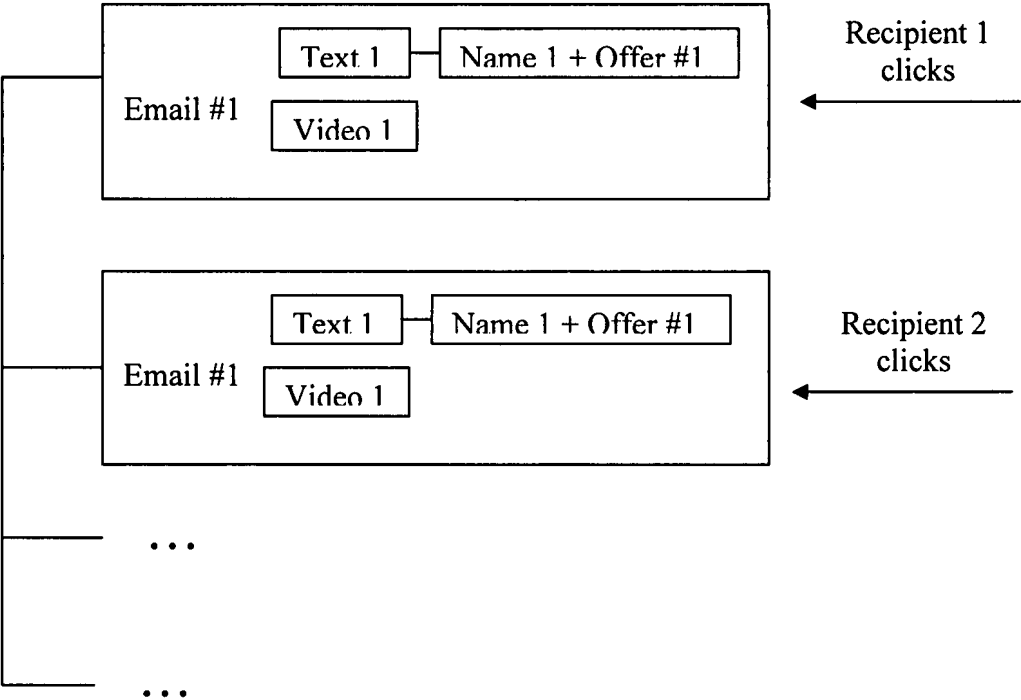 Text 1
Name 1 + Offer #1
Recipient 1
clicks
Email #1
Video 1
Text 1
Name 1 + Offer #1
Recipient 2
clicks
Email #1
Video 1
...
...